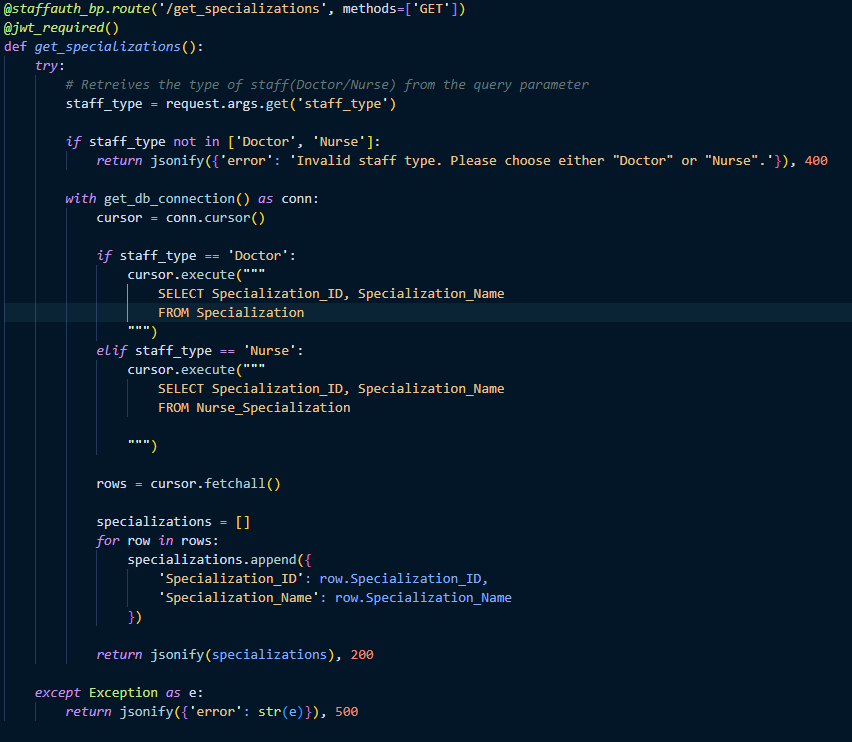 @staffauth_bp.route('/get_specializations', methods=['GET'])
@jwt_required()
def get_specializations():
    try:
        # Retreives the type of staff(Doctor/Nurse) from the query parameter
        staff_type = request.args.get('staff_type')

        if staff_type not in ['Doctor', 'Nurse']:
            return jsonify({'error': 'Invalid staff type. Please choose either "Doctor" or "Nurse".'}), 400

        with get_db_connection() as conn:
            cursor = conn.cursor()

            if staff_type == 'Doctor':
                cursor.execute("""
                    SELECT Specialization_ID, Specialization_Name
                    FROM Specialization
                """)
            elif staff_type == 'Nurse':
                cursor.execute("""
                    SELECT Specialization_ID, Specialization_Name
                    FROM Nurse_Specialization

                """)

            rows = cursor.fetchall()

            specializations = []
            for row in rows:
                specializations.append({
                    'Specialization_ID': row.Specialization_ID,
                    'Specialization_Name': row.Specialization_Name
                })

            return jsonify(specializations), 200

    except Exception as e:
        return jsonify({'error': str(e)}), 500